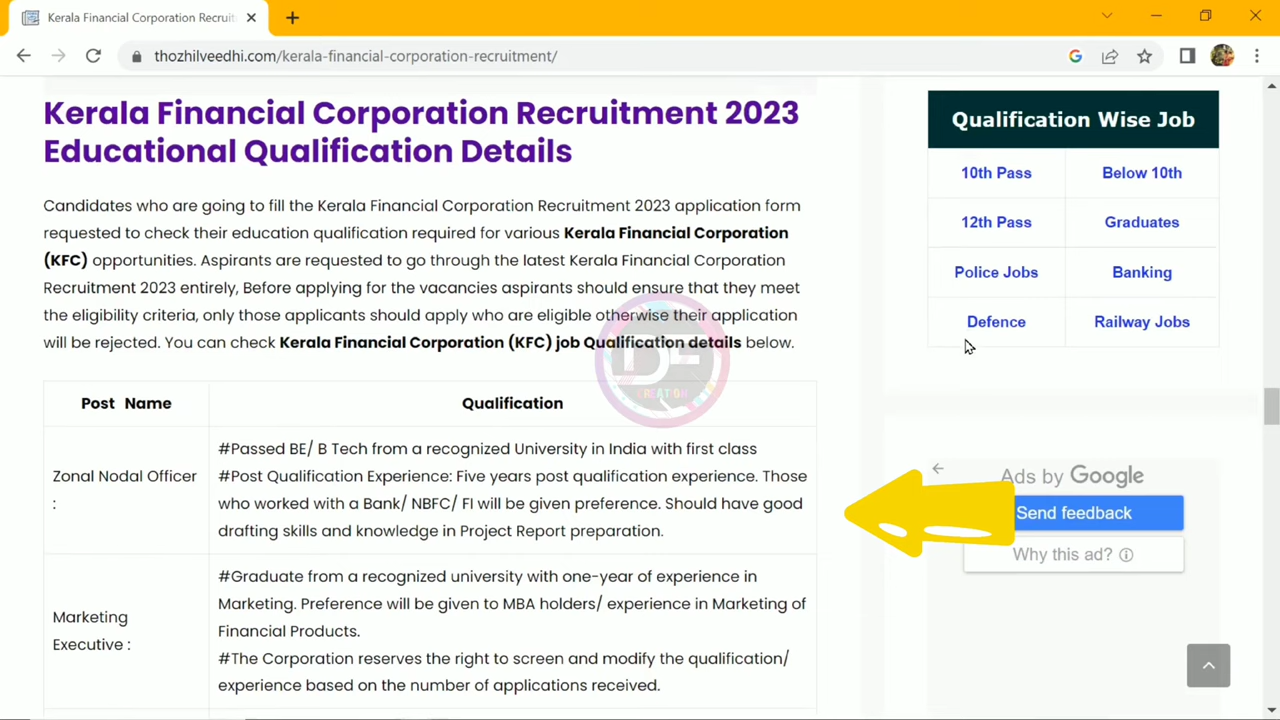 Kerala Financial Corporation Recruit
thozhilveedhi.com/kerala-financial-corporation-recruitment/
Kerala Financial Corporation Recruitment 2023
Educational Qualification Details
Candidates who are going to fill the Kerala Financial Corporation Recruitment 2023 application form
requested to check their education qualification required for various Kerala Financial Corporation
(KFC) opportunities. Aspirants are requested to go through the latest Kerala Financial Corporation
Recruitment 2023 entirely, Before applying for the vacancies aspirants should ensure that they meet
the eligibility criteria, only those applicants should apply who are eligible otherwise their application
will be rejected. You can check Kerala Financial Corporation (KFC) job Qualification details below.
Post Name
Qualification
Zonal Nodal Officer
:
#Passed BE/ B Tech from a recognized University in India with first class
#Post Qualification Experience: Five years post qualification experience. Those
who worked with a Bank/ NBFC/ FI will be given preference. Should have good
drafting skills and knowledge in Project Report preparation.
Marketing
Executive :
#Graduate from a recognized university with one-year of experience in
Marketing. Preference will be given to MBA holders/ experience in Marketing of
Financial Products.
#The Corporation reserves the right to screen and modify the qualification/
experience based on the number of applications received.
Qualification Wise Job
10th Pass
Below 10th
12th Pass
Graduates
Police Jobs
Banking
Defence
Railway Jobs
Ads by Google
Send feedback
Why this ad?
DF
CREATION